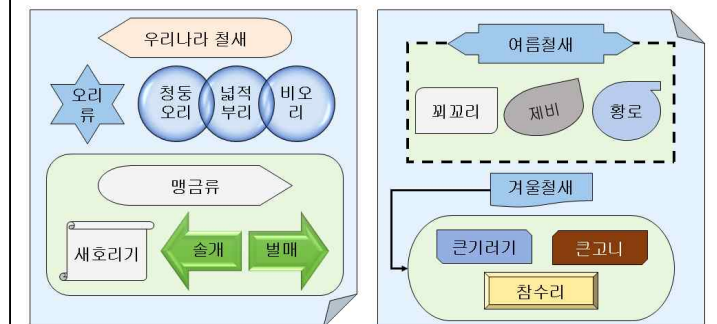 우리나라 철새
오리
류
청둥
오리
넓적
부리
비오
리
맹금류
새호리기
솔개
벌매
여름철새
꾀꼬리
제비
황로
겨울철새
큰기러기
큰고니
참수리